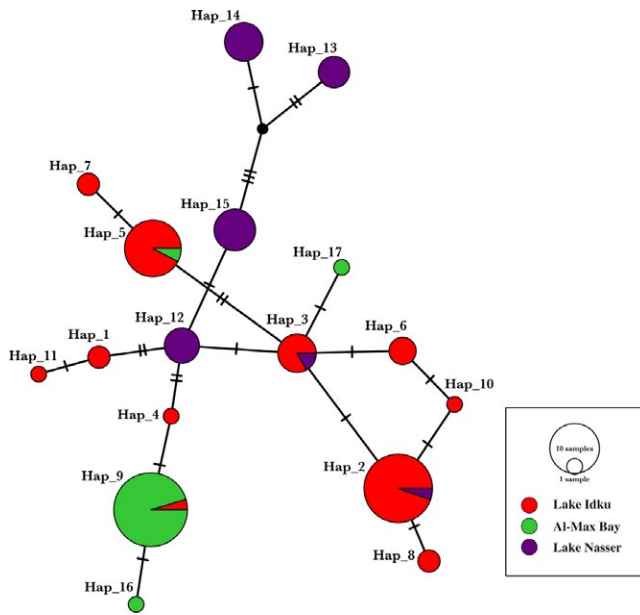 Hap_14
Hap_13
Hap_7
Hap_15
Hap_5
Hap_17
Hap_12
Hap_3
Hap_6
Hap_1
Hap_11
Hap_10
Hap_4
Hap_9
Hap_2
Hap_8
Hap_16
10 samples
1 sample
Lake Idku
Al-Max Bay
Lake Nasser